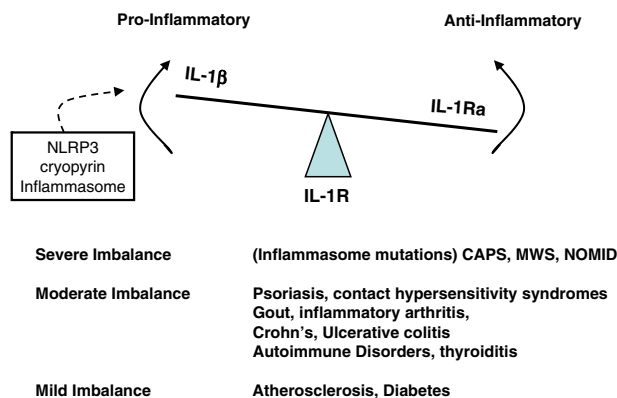 Pro-Inflammatory Anti-Inflammatory
IL-1β
IL-1Ra
NLRP3
cryopyrin
Inflammasome
IL-1R
Severe Imbalance (Inflammasome mutations) CAPS, MWS, NOMID
Moderate Imbalance Psoriasis, contact hypersensitivity syndromes
Gout, inflammatory arthritis,
Crohn's, Ulcerative colitis
Autoimmune Disorders, thyroiditis
Mild Imbalance Atherosclerosis, Diabetes